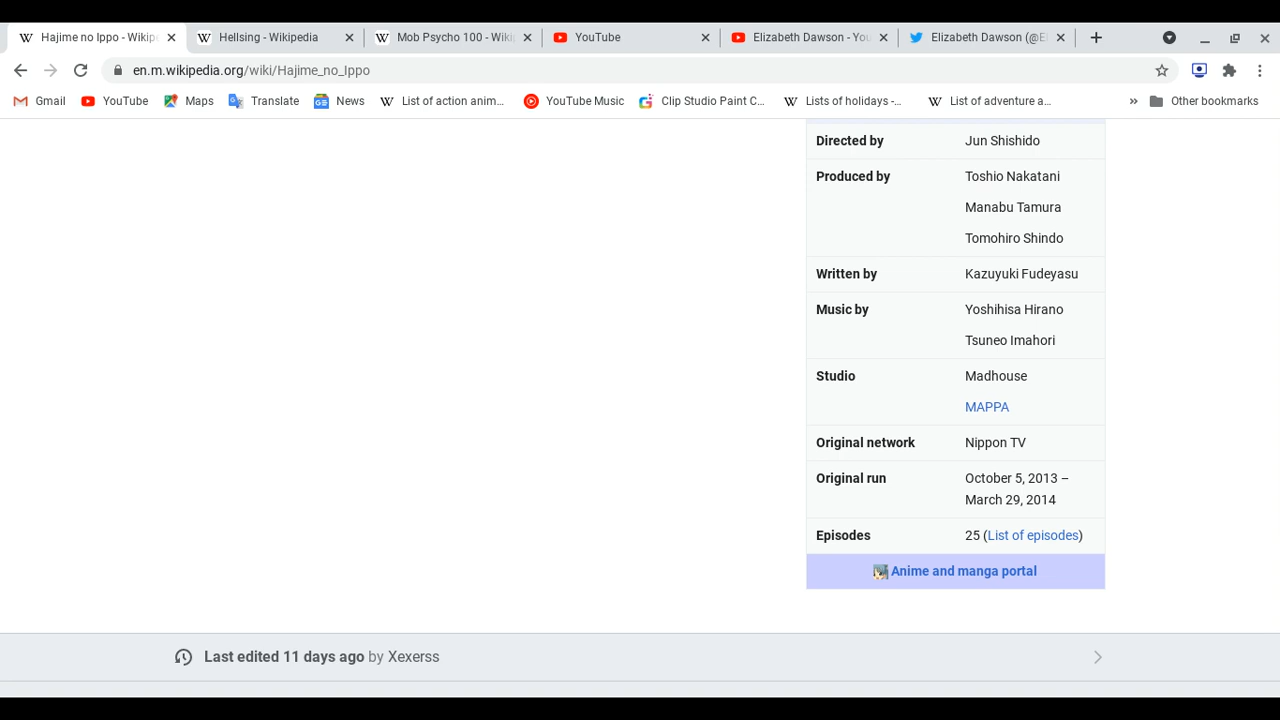 Hajime no Ippo - Wikipe
Hellsing - Wikipedia
Mob Psycho 100 - Wiki
YouTube
Elizabeth Dawson - You
Elizabeth Dawson (@E
en.m.wikipedia.org/wiki/Hajime_no_Ippo
Gmail
YouTube
Maps
Translate
News
List of action anim...
YouTube Music
Clip Studio Paint C...
Lists of holidays -...
List of adventure a...
»
Other bookmarks
Directed by Jun Shishido
Produced by Toshio Nakatani
Manabu Tamura
Tomohiro Shindo
Written by Kazuyuki Fudeyasu
Music by Yoshihisa Hirano
Tsuneo Imahori
Studio Madhouse
MAPPA
Original network Nippon TV
Original run October 5, 2013 –
March 29, 2014
Episodes 25 (List of episodes)
Anime and manga portal
Last edited 11 days ago by Xexerss